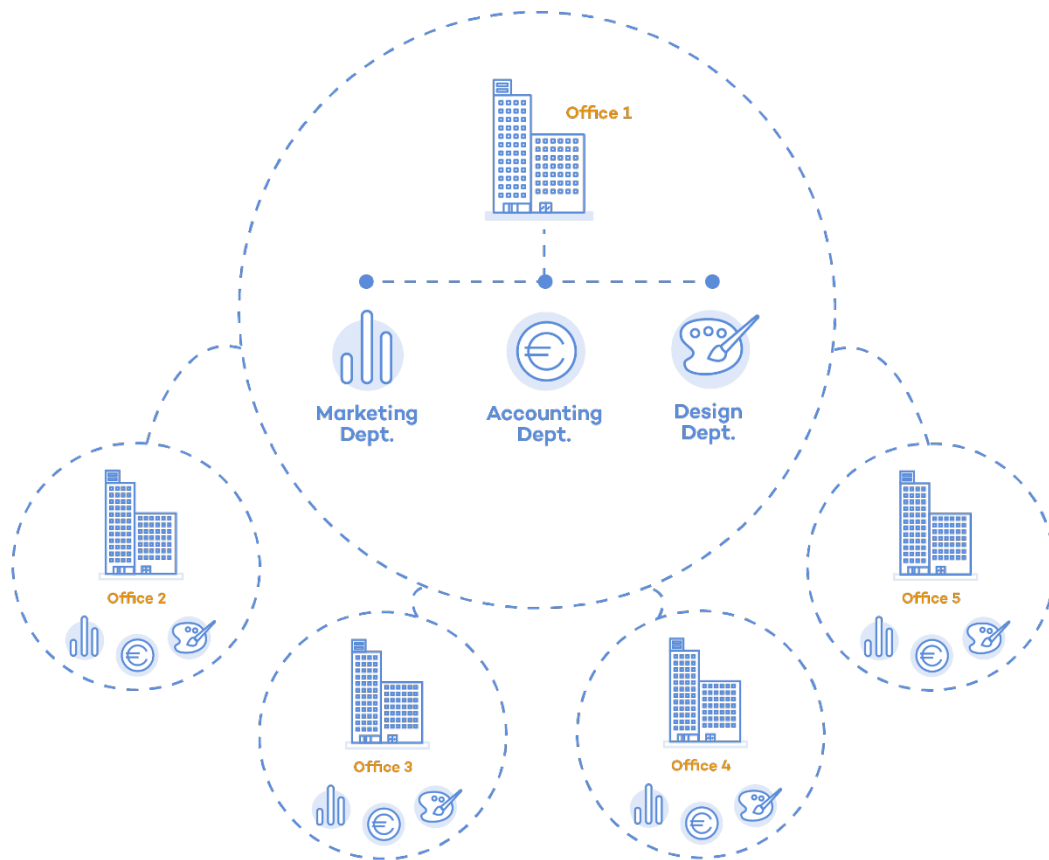 Office 1
Marketing
Dept.
Accounting
Dept.
Design
Dept.
Office 2
Office 5
Office 3
Office 4